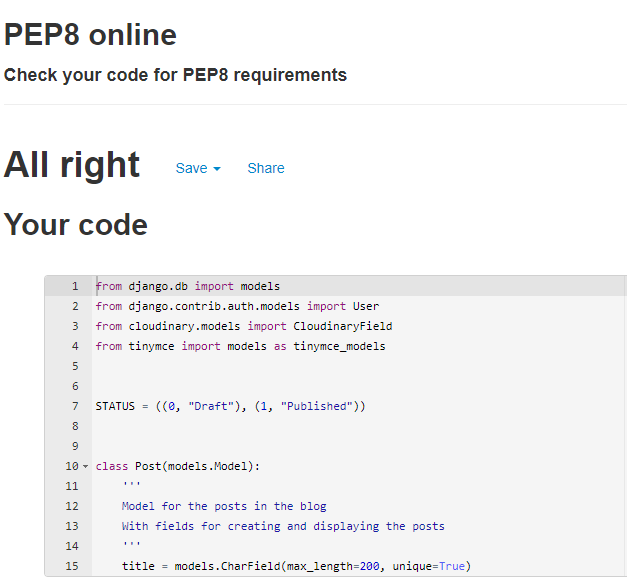 PEP8 online
Check your code for PEP8 requirements
All right Save Share
Your code
1 from django.db import models
2 from django.contrib.auth.models import User
3 from cloudinary.models import CloudinaryField
4 from tinymce import models as tinymce_models
5
6
7 STATUS = ((0, "Draft"), (1, "Published"))
8
9
10 class Post(models.Model):
11 '''
12 Model for the posts in the blog
13 With fields for creating and displaying the posts
14 '''
15 title = models.CharField(max_length=200, unique=True)